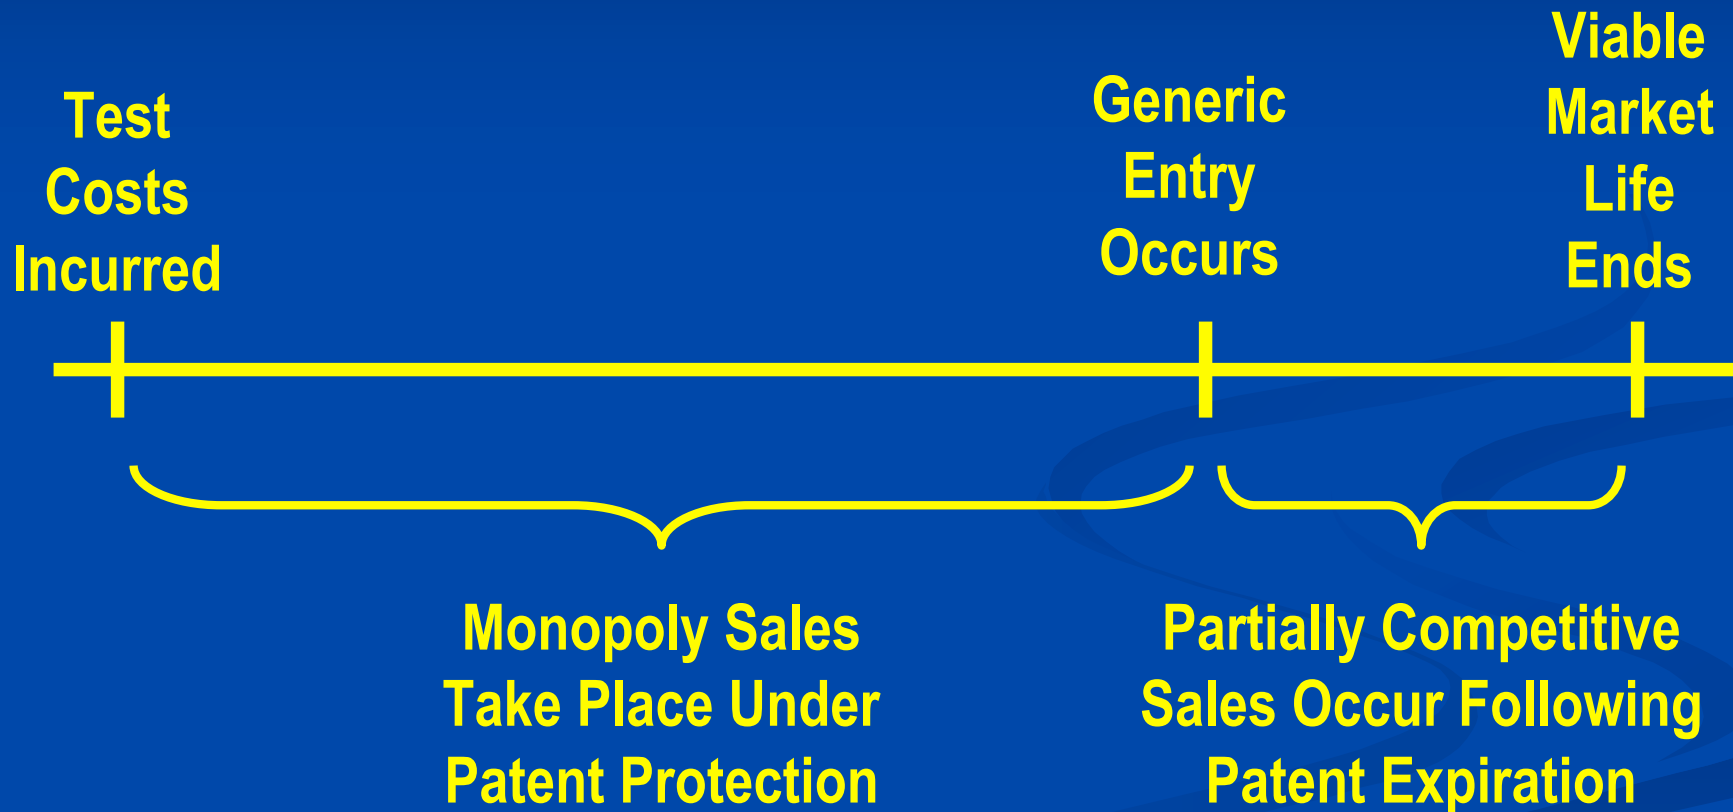 Test
Costs
Incurred
Generic
Entry
Occurs
Viable
Market
Life
Ends
Monopoly Sales
Take Place Under
Patent Protection
Partially Competitive
Sales Occur Following
Patent Expiration